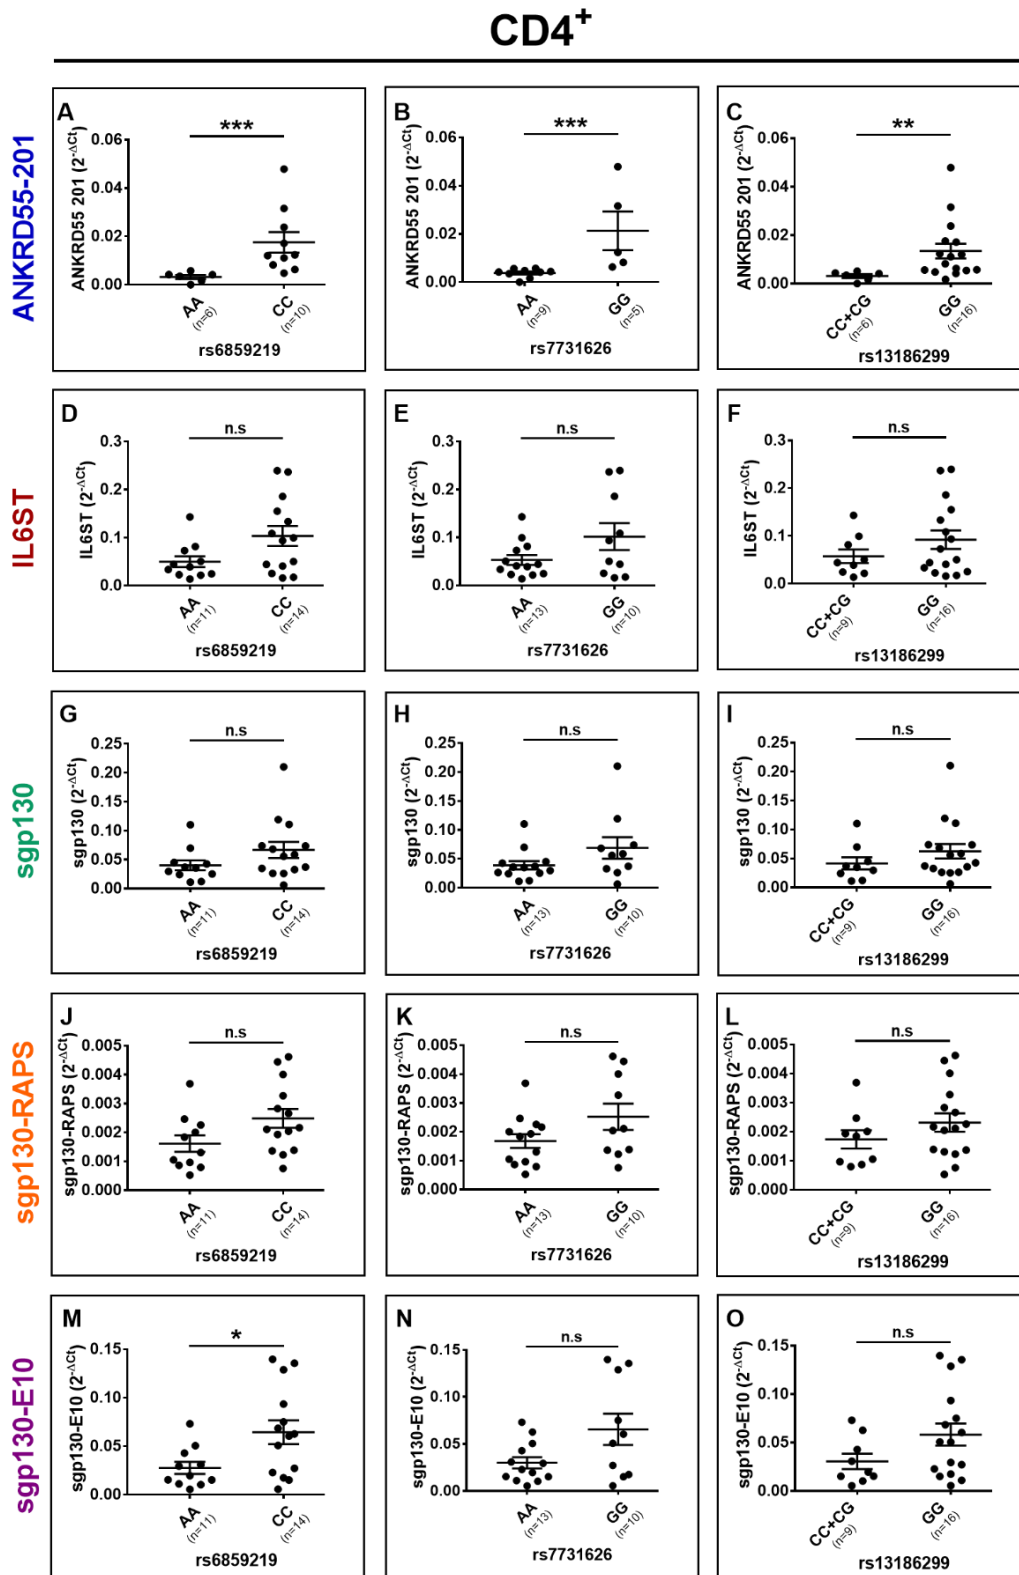 CD4⁺
ANKRD55-201
A
***
ANKRD55 201 (2^-ΔCt)
0.06
0.04
0.02
0.00
AA
(n=6)
CC
(n=10)
rs6859219
B
***
ANKRD55 201 (2^-ΔCt)
0.06
0.04
0.02
0.00
AA
(n=9)
GG
(n=5)
rs7731626
C
**
ANKRD55 201 (2^-ΔCt)
0.06
0.04
0.02
0.00
CC+CG
(n=6)
GG
(n=16)
rs13186299
IL6ST
D
n.s
IL6ST (2^-ΔCt)
0.3
0.2
0.1
0.0
AA
(n=11)
CC
(n=14)
rs6859219
E
n.s
IL6ST (2^-ΔCt)
0.3
0.2
0.1
0.0
AA
(n=13)
GG
(n=10)
rs7731626
F
n.s
IL6ST (2^-ΔCt)
0.3
0.2
0.1
0.0
CC+CG
(n=9)
GG
(n=16)
rs13186299
sgp130
G
n.s
sgp130 (2^-ΔCt)
0.25
0.20
0.15
0.10
0.05
0.00
AA
(n=11)
CC
(n=14)
rs6859219
H
n.s
sgp130 (2^-ΔCt)
0.25
0.20
0.15
0.10
0.05
0.00
AA
(n=13)
GG
(n=10)
rs7731626
I
n.s
sgp130 (2^-ΔCt)
0.25
0.20
0.15
0.10
0.05
0.00
CC+CG
(n=9)
GG
(n=16)
rs13186299
sgp130-RAPS
J
n.s
sgp130-RAPS (2^-ΔCt)
0.005
0.004
0.003
0.002
0.001
0.000
AA
(n=11)
CC
(n=14)
rs6859219
K
n.s
sgp130-RAPS (2^-ΔCt)
0.005
0.004
0.003
0.002
0.001
0.000
AA
(n=13)
GG
(n=10)
rs7731626
L
n.s
sgp130-RAPS (2^-ΔCt)
0.005
0.004
0.003
0.002
0.001
0.000
CC+CG
(n=9)
GG
(n=16)
rs13186299
sgp130-E10
M
*
sgp130-E10 (2^-ΔCt)
0.15
0.10
0.05
0.00
AA
(n=11)
CC
(n=14)
rs6859219
N
n.s
sgp130-E10 (2^-ΔCt)
0.15
0.10
0.05
0.00
AA
(n=13)
GG
(n=10)
rs7731626
O
n.s
sgp130-E10 (2^-ΔCt)
0.15
0.10
0.05
0.00
CC+CG
(n=9)
GG
(n=16)
rs13186299